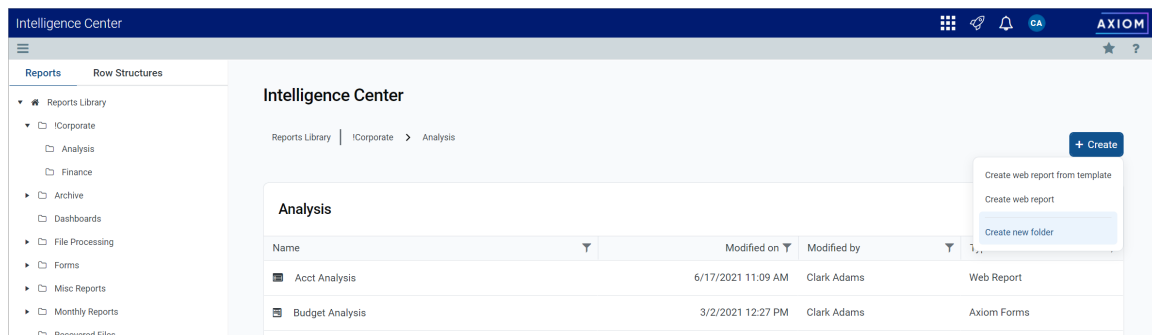 Intelligence Center
CA
AXIOM
?
Reports Row Structures
Reports Library
!Corporate
Analysis
Finance
Archive
Dashboards
File Processing
Forms
Misc Reports
Monthly Reports
Recovered Files
Intelligence Center
Reports Library !Corporate > Analysis
+ Create
Create web report from template
Create web report
Create new folder
Analysis
Name Modified on Modified by
Acct Analysis 6/17/2021 11:09 AM Clark Adams Web Report
Budget Analysis 3/2/2021 12:27 PM Clark Adams Axiom Forms